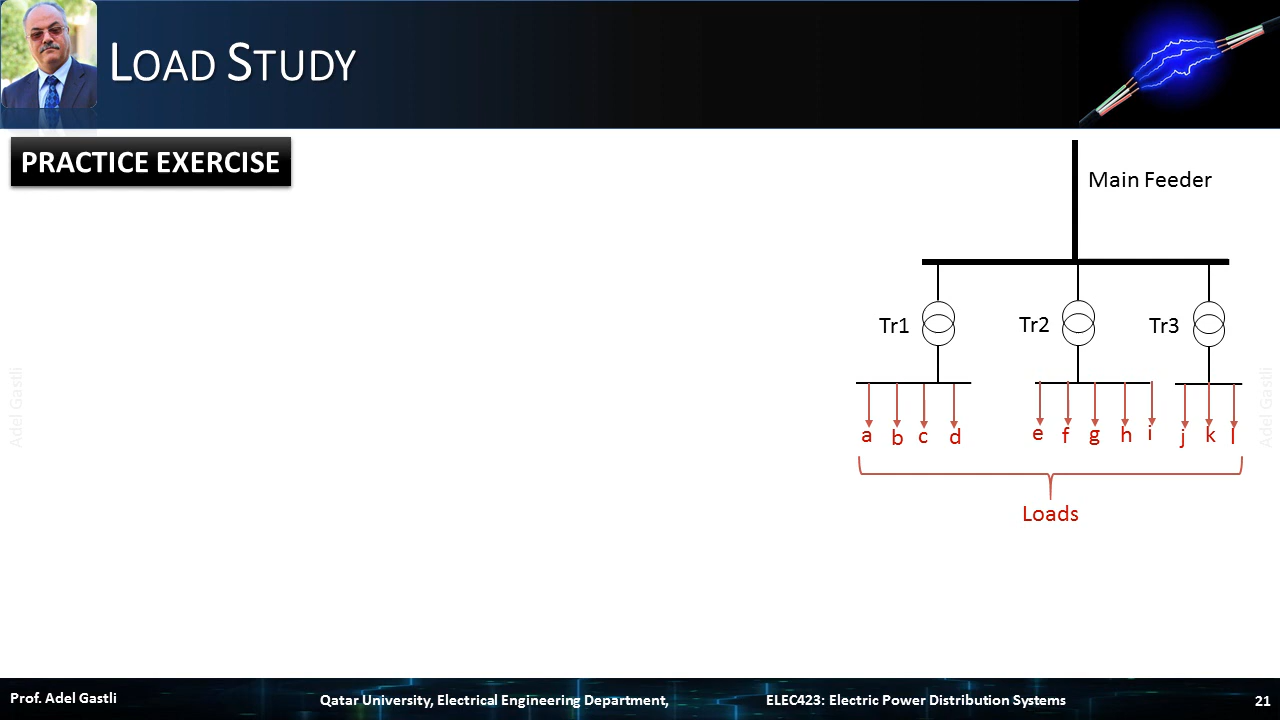 LOAD STUDY
PRACTICE EXERCISE
Main Feeder
Tr1 Tr2 Tr3
a b c d e f g h i j k l
Loads
Adel Gastli
Adel Gastli
Prof. Adel Gastli Qatar University, Electrical Engineering Department, ELEC423: Electric Power Distribution Systems 21